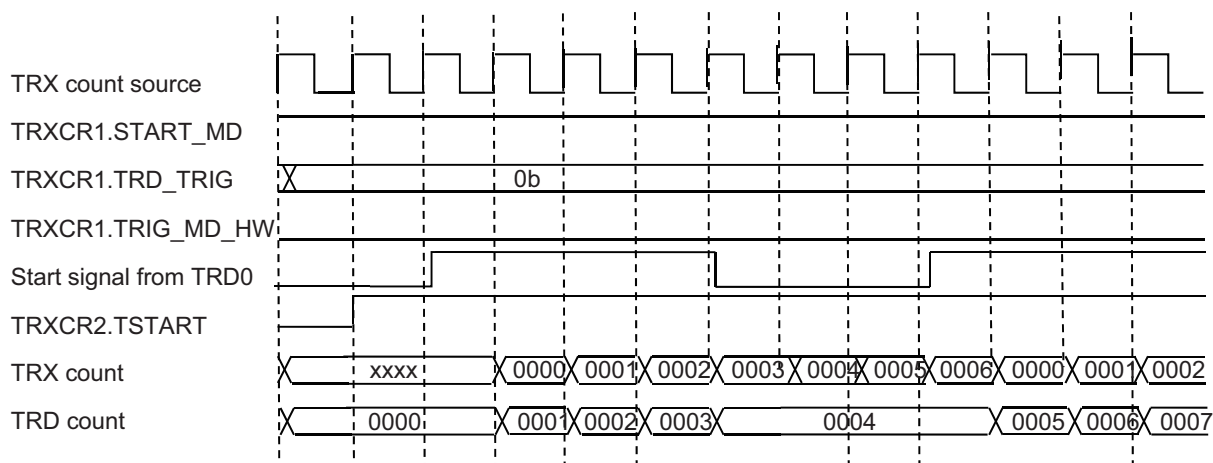 TRX count source
TRXCR1.START_MD
TRXCR1.TRD_TRIG 0b
TRXCR1.TRIG_MD_HW
Start signal from TRD0
TRXCR2.TSTART
TRX count xxxx 0000 0001 0002 0003 0004 0005 0006 0000 0001 0002
TRD count 0000 0001 0002 0003 0004 0005 0006 0007